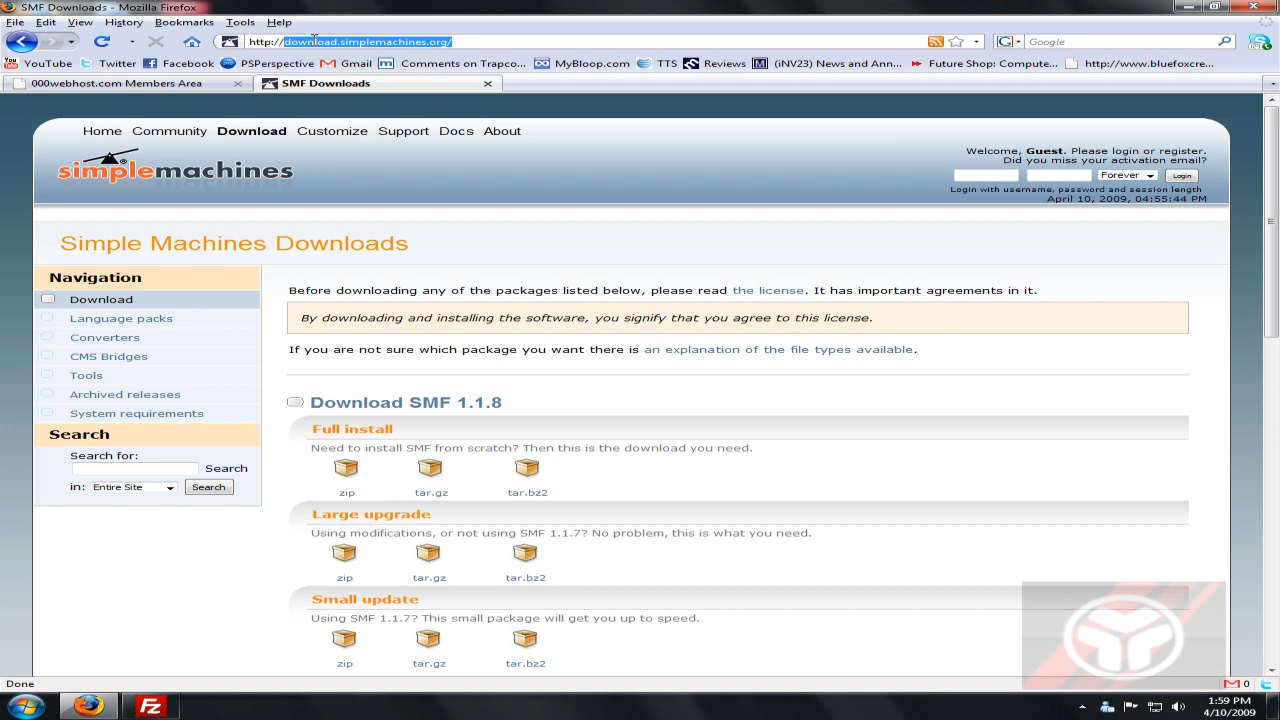 SMF Downloads - Mozilla Firefox
File Edit View History Bookmarks Tools Help
http://download.simplemachines.org/
Google
YouTube Twitter Facebook PSPerspective Gmail Comments on Trapco... MyBloop.com TTS Reviews (iNV23) News and Ann... Future Shop: Compute... http://www.bluefoxcre...
000webhost.com Members Area SMF Downloads
Home Community Download Customize Support Docs About
simplemachines
Welcome, Guest. Please login or register.
Did you miss your activation email?
Forever Login
Login with username, password and session length
April 10, 2009, 04:55:44 PM
Simple Machines Downloads
Navigation
Download
Language packs
Converters
CMS Bridges
Tools
Archived releases
System requirements
Search
Search for:
Search
in: Entire Site Search
Before downloading any of the packages listed below, please read the license. It has important agreements in it.
By downloading and installing the software, you signify that you agree to this license.
If you are not sure which package you want there is an explanation of the file types available.
Download SMF 1.1.8
Full install
Need to install SMF from scratch? Then this is the download you need.
zip tar.gz tar.bz2
Large upgrade
Using modifications, or not using SMF 1.1.7? No problem, this is what you need.
zip tar.gz tar.bz2
Small update
Using SMF 1.1.7? This small package will get you up to speed.
zip tar.gz tar.bz2
Done
0
Fz
1:59 PM
4/10/2009